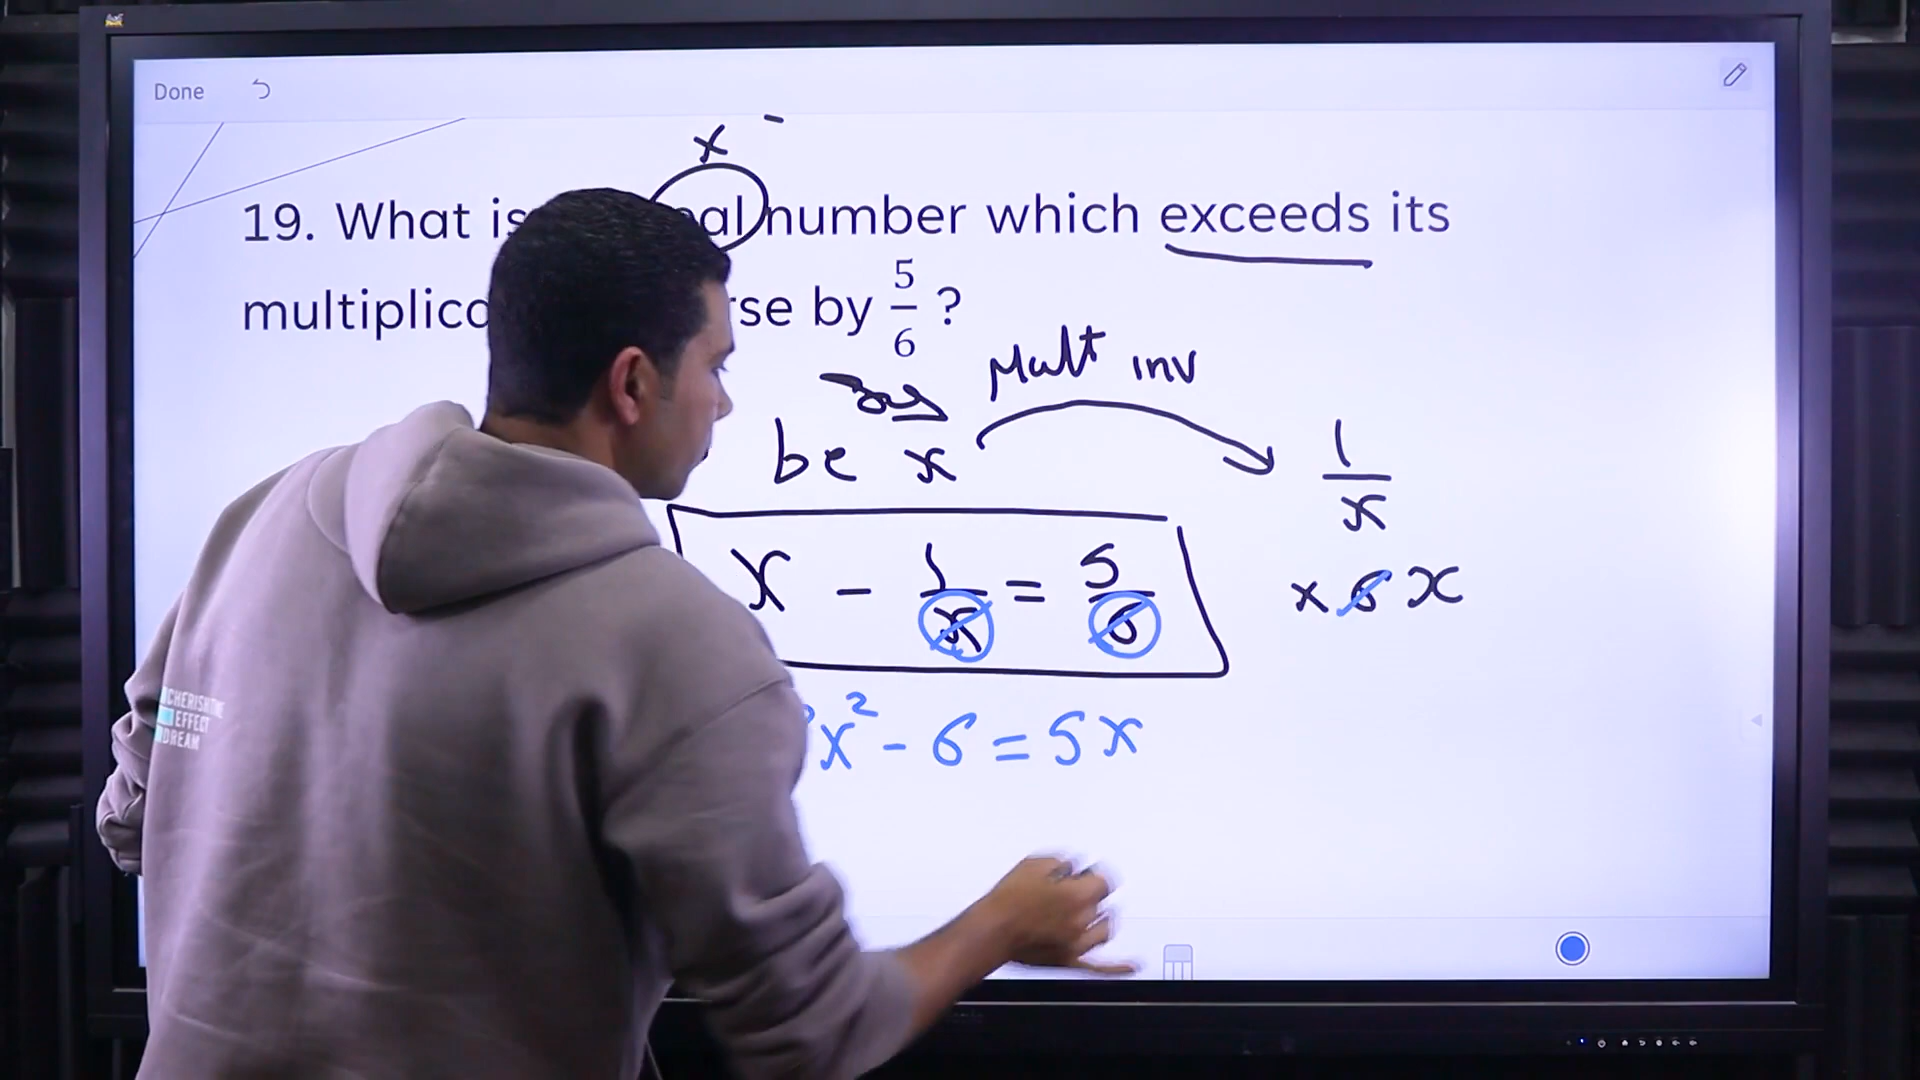 Done
x -
19. What is al number which exceeds its
multiplic rse by 5/6 ?
Mult inv
be x
1/x
x - 1/x = 5/6
× 6 x
x² - 6 = 5x
CHERISH THE
EFFECT
DREAM